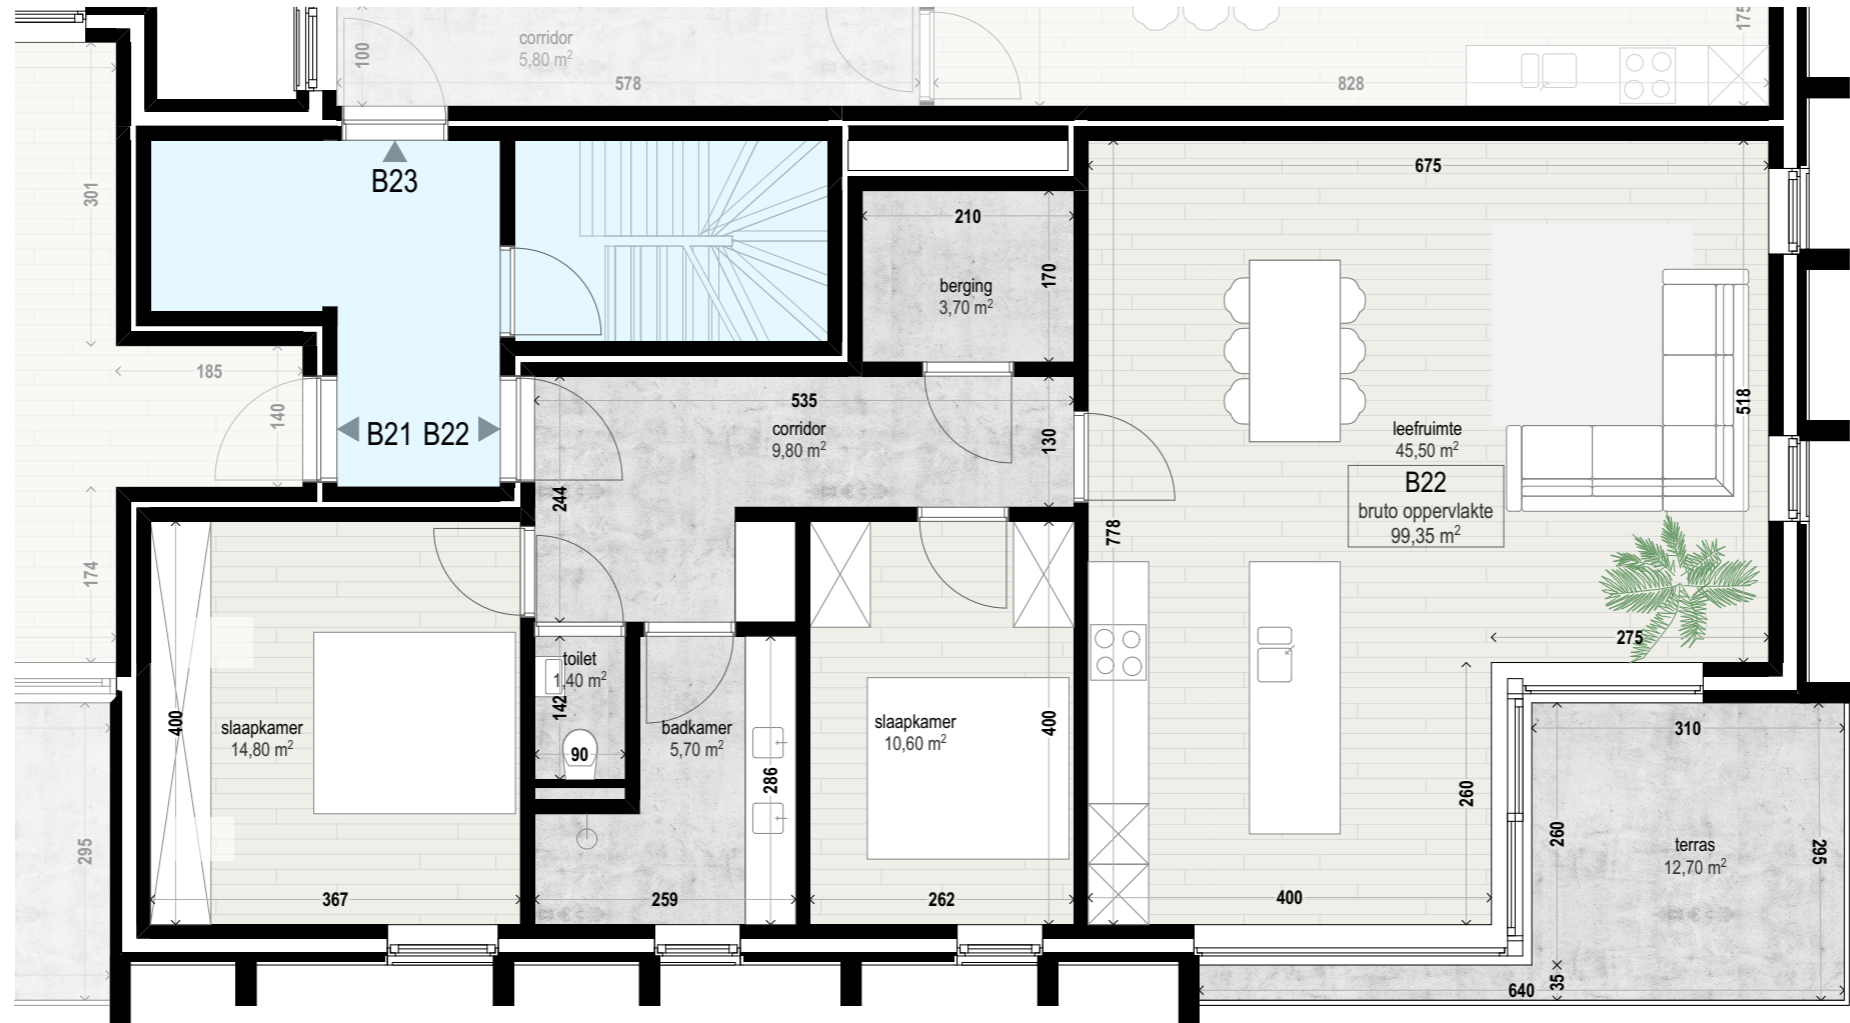 corridor
5,80 m²
100
578
828
175
B23
301
185
140
174
295
B21 B22
675
210
170
berging
3,70 m²
535
corridor
9,80 m²
130
244
518
leefruimte
45,50 m²
B22
bruto oppervlakte
99,35 m²
778
275
toilet
1,40 m²
142
90
slaapkamer
14,80 m²
400
367
badkamer
5,70 m²
286
259
slaapkamer
10,60 m²
400
262
260
400
310
260
terras
12,70 m²
295
640
35